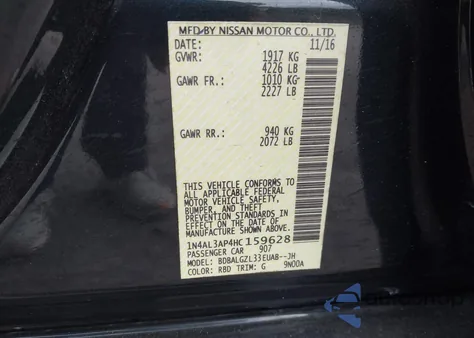 MFD BY NISSAN MOTOR CO., LTD.
DATE: 11/16
GVWR: 1917 KG
4226 LB
GAWR FR: 1010 KG
2227 LB
GAWR RR: 940 KG
2072 LB
THIS VEHICLE CONFORMS TO
ALL APPLICABLE FEDERAL
MOTOR VEHICLE SAFETY,
BUMPER, AND THEFT
PREVENTION STANDARDS IN
EFFECT ON THE DATE OF
MANUFACTURE SHOWN ABOVE.
1N4AL3AP4HC159628
PASSENGER CAR 907
MODEL: BDBALGZL33EUAB--JH
COLOR: RBD TRIM: G 9N00A
autoshop